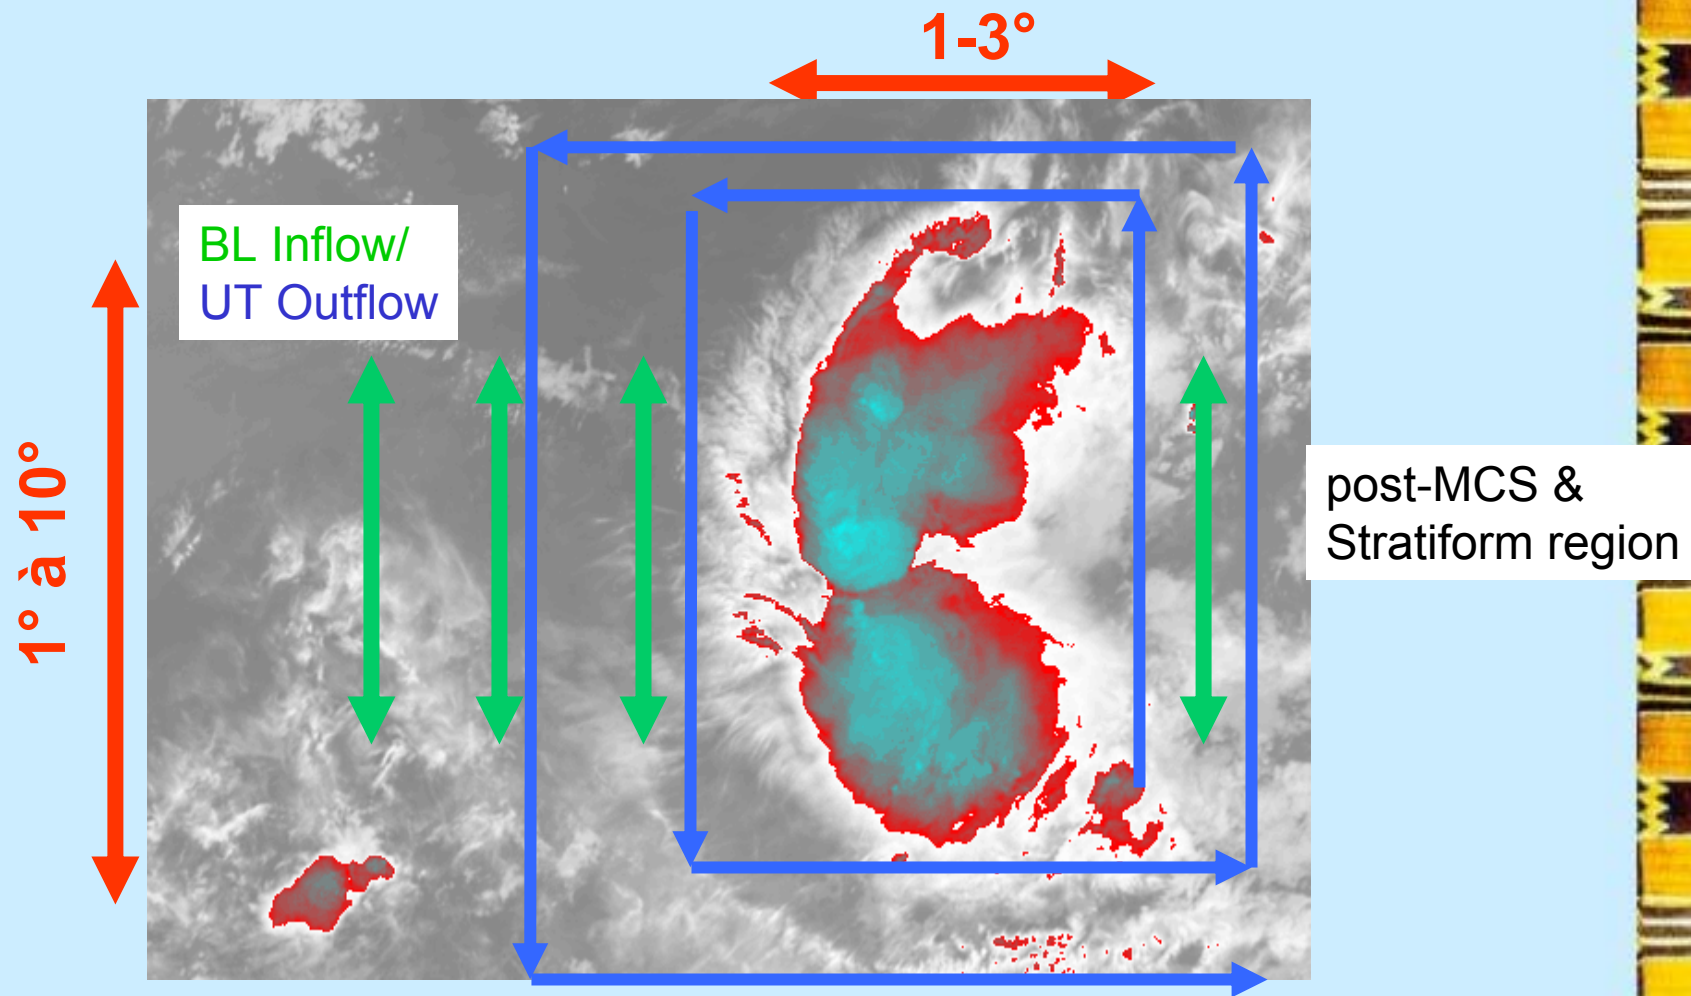 1-3°
BL Inflow/
UT Outflow
1° à 10°
post-MCS &
Stratiform region